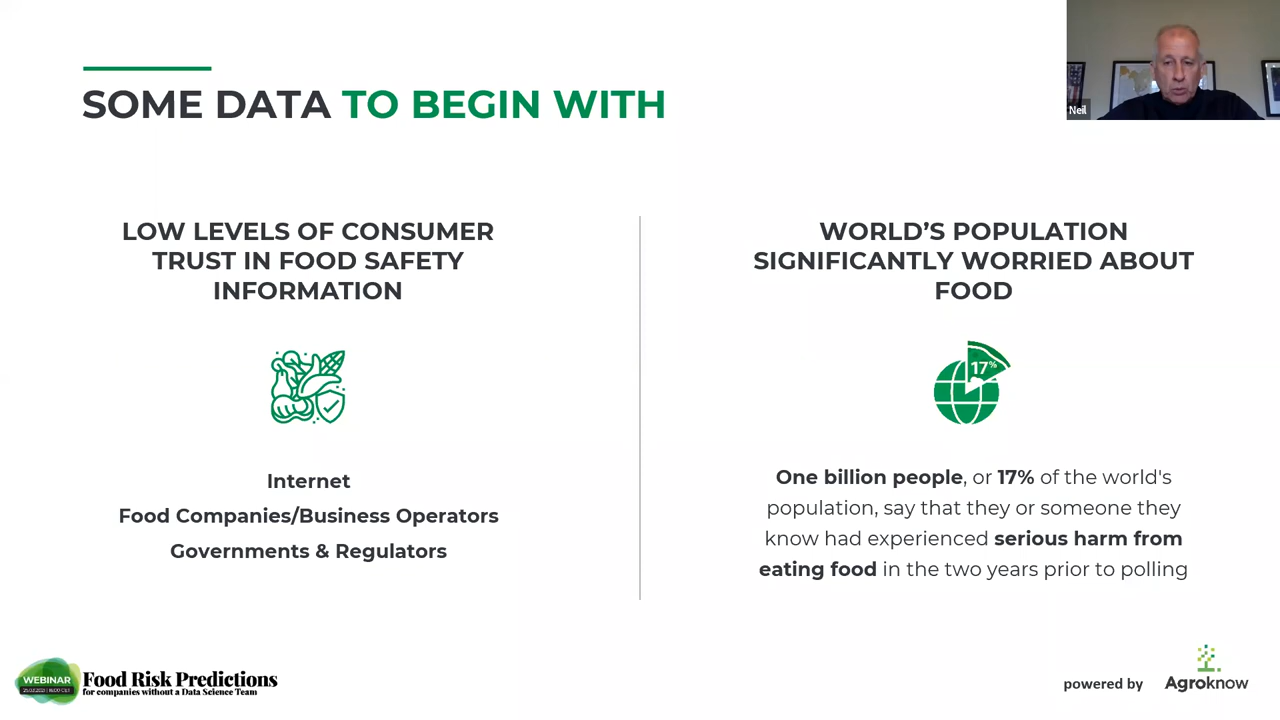 SOME DATA TO BEGIN WITH
Neil
LOW LEVELS OF CONSUMER
TRUST IN FOOD SAFETY
INFORMATION
Internet
Food Companies/Business Operators
Governments & Regulators
WORLD’S POPULATION
SIGNIFICANTLY WORRIED ABOUT
FOOD
17%
One billion people, or 17% of the world's
population, say that they or someone they
know had experienced serious harm from
eating food in the two years prior to polling
WEBINAR
Food Risk Predictions
for companies without a Data Science Team
powered by
Agroknow